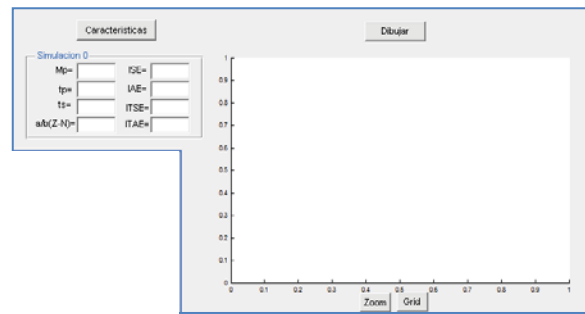 Caracteristicas
Dibujar
Simulacion 0
Mp=
ISE=
tp=
IAE=
ts=
ITSE=
a/b(Z-N)=
ITAE=
1
0.9
0.8
0.7
0.6
0.5
0.4
0.3
0.2
0.1
0
0 0.1 0.2 0.3 0.4 0.5 0.6 0.7 0.8 0.9 1
Zoom
Grid